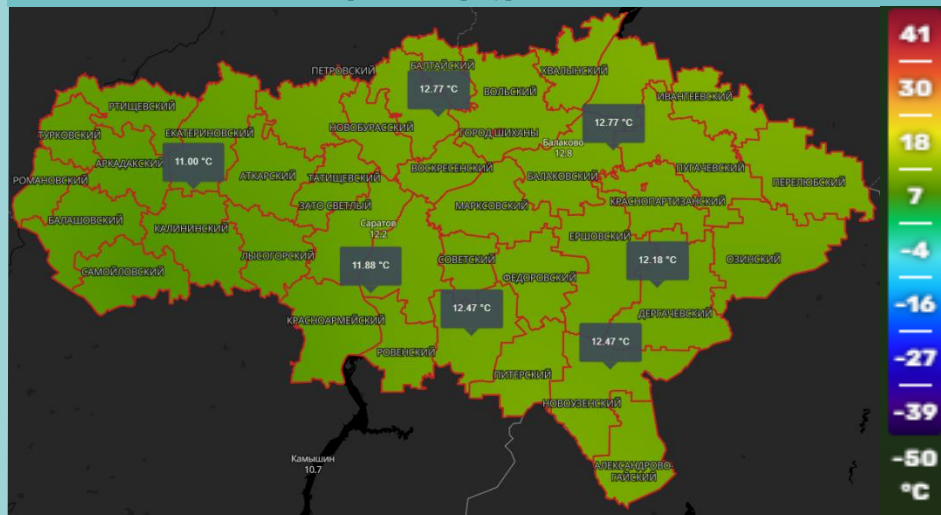 ПЕТРОВСКИЙ
БАЛТАЙСКИЙ
ХВАЛЫНСКИЙ
12.77 °C
ВОЛЬСКИЙ
ИВАНТЕЕВСКИЙ
РТИЩЕВСКИЙ
ТУРКОВСКИЙ
ЕКАТЕРИНОВСКИЙ
НОВОБУРАССКИЙ
ГОРОД ШИХАНЫ
12.77 °C
Балаково
12.8
АРКАДАКСКИЙ
11.00 °C
АТКАРСКИЙ
ТАТИЩЕВСКИЙ
ВОСКРЕСЕНСКИЙ
БАЛАКОВСКИЙ
ПУГАЧЕВСКИЙ
ПЕРЕЛЮБСКИЙ
РОМАНОВСКИЙ
БАЛАШОВСКИЙ
КАЛИНИНСКИЙ
ЗАТО СВЕТЛЫЙ
Саратов
12.2
МАРКСОВСКИЙ
КРАСНОПАРТИЗАНСКИЙ
ЕРШОВСКИЙ
САМОЙЛОВСКИЙ
ЛЫСОГОРСКИЙ
11.88 °C
СОВЕТСКИЙ
ФЕДОРОВСКИЙ
12.18 °C
ОЗИНСКИЙ
КРАСНОАРМЕЙСКИЙ
12.47 °C
12.47 °C
ДЕРГАЧЕВСКИЙ
РОВЕНСКИЙ
ПИТЕРСКИЙ
НОВОУЗЕНСКИЙ
Камышин
10.7
АЛЕКСАНДРОВО-
ГАЙСКИЙ
41
30
18
7
-4
-16
-27
-39
-50
°C